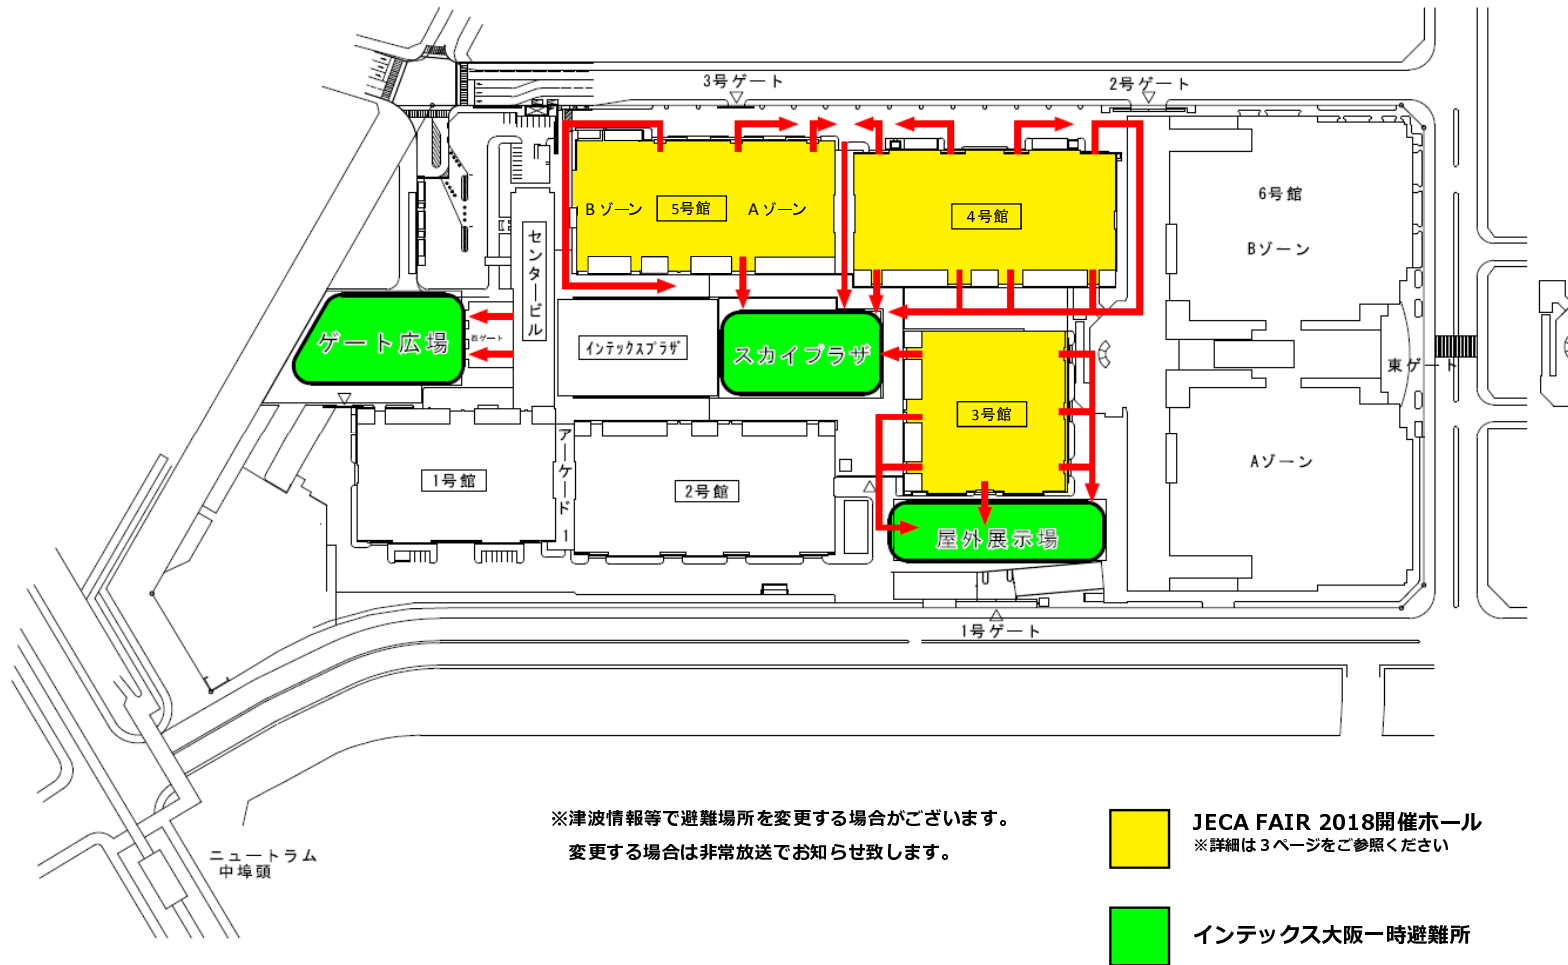 3号ゲート
2号ゲート
6号館
Bゾーン
Bゾーン
5号館
Aゾーン
4号館
センタービル
ゲート広場
西ゲート
インテックスプラザ
スカイプラザ
東ゲート
3号館
Aゾーン
1号館
アーケード1
2号館
屋外展示場
1号ゲート
※津波情報等で避難場所を変更する場合がございます。
変更する場合は非常放送でお知らせ致します。
JECA FAIR 2018開催ホール
※詳細は3ページをご参照ください
ニュートラム
中埠頭
インテックス大阪一時避難所